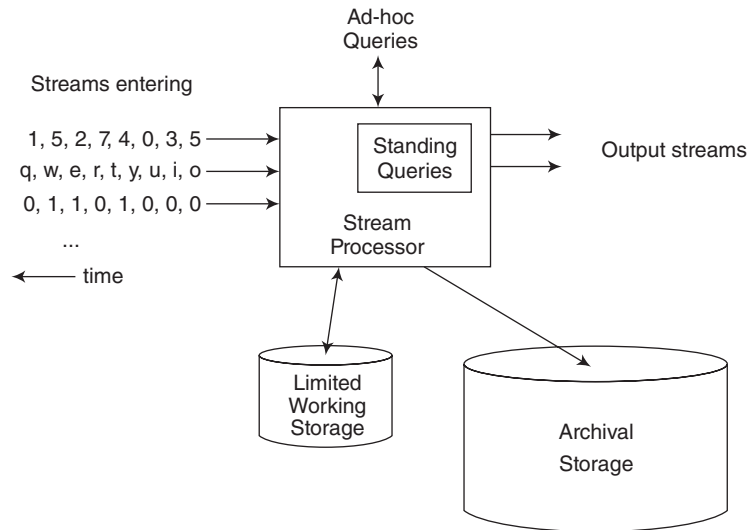 Ad-hoc
Queries
Streams entering
1, 5, 2, 7, 4, 0, 3, 5
q, w, e, r, t, y, u, i, o
0, 1, 1, 0, 1, 0, 0, 0
...
time
Standing
Queries
Stream
Processor
Output streams
Limited
Working
Storage
Archival
Storage